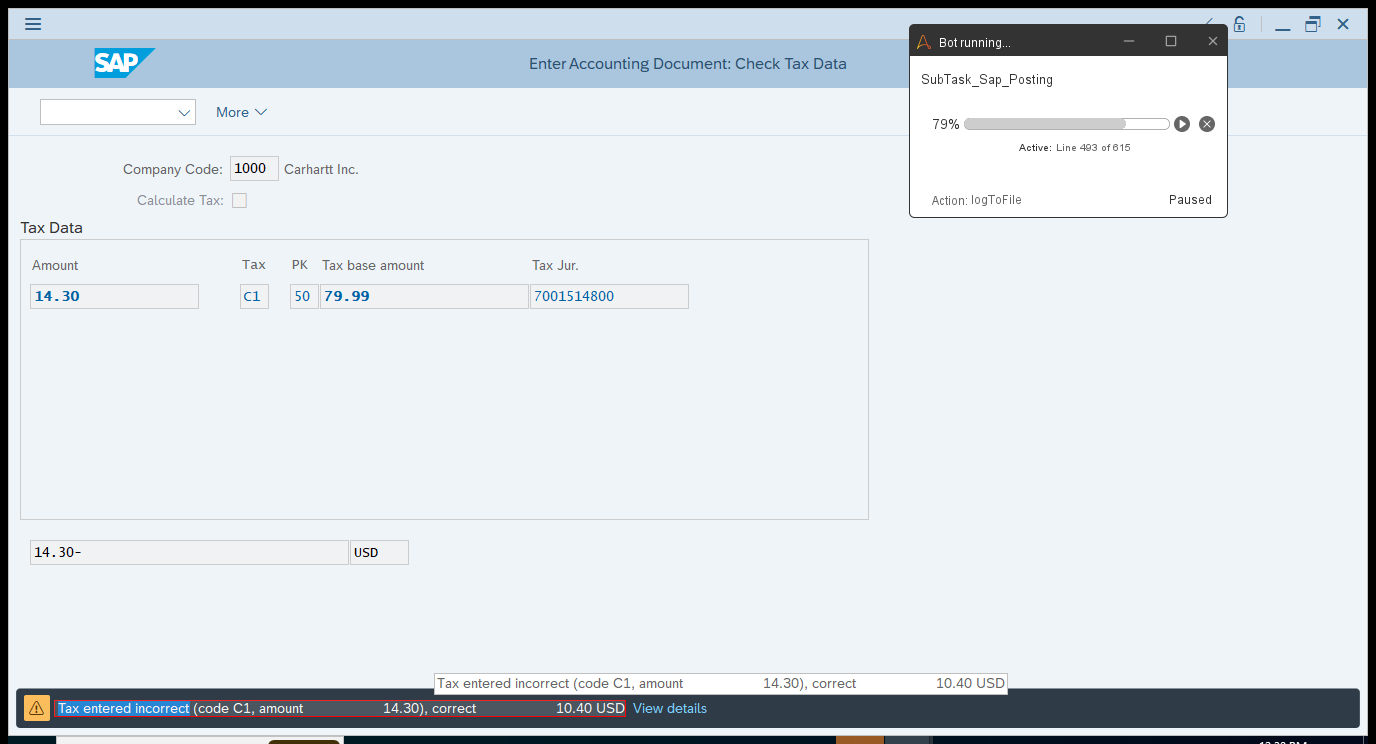 Bot running...
SAP
Enter Accounting Document: Check Tax Data
SubTask_Sap_Posting
More
79%
Active: Line 493 of 615
Company Code: 1000 Carhartt Inc.
Calculate Tax:
Action: logToFile Paused
Tax Data
Amount Tax PK Tax base amount Tax Jur.
14.30 C1 50 79.99 7001514800
14.30- USD
Tax entered incorrect (code C1, amount 14.30), correct 10.40 USD
Tax entered incorrect (code C1, amount 14.30), correct 10.40 USD View details